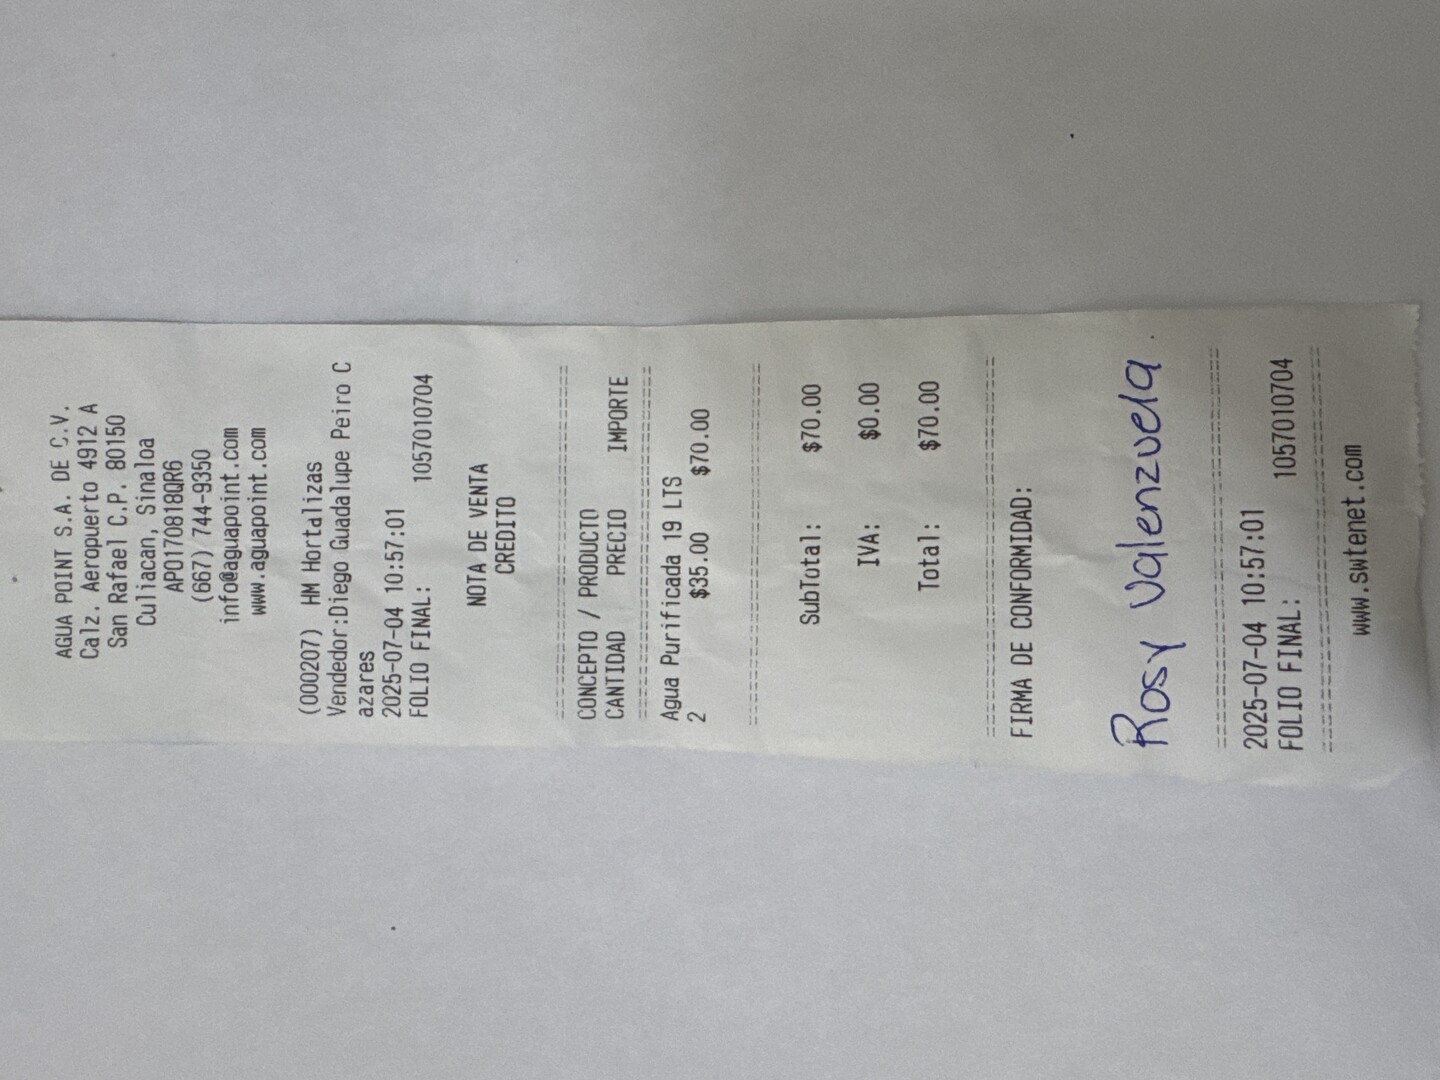 AGUA POINT S.A. DE C.V.
Calz. Aeropuerto 4912 A
San Rafael C.P. 80150
Culiacan, Sinaloa
APO170818QR6
(667) 744-9350
info@aguapoint.com
www.aguapoint.com
(000207) HM Hortalizas
Vendedor:Diego Guadalupe Peiro C
azares
2025-07-04 10:57:01
FOLIO FINAL: 1057010704
NOTA DE VENTA
CREDITO
==============================
CONCEPTO / PRODUCTO
CANTIDAD PRECIO IMPORTE
==============================
Agua Purificada 19 LTS
2 $35.00 $70.00
==============================
SubTotal: $70.00
IVA: $0.00
Total: $70.00
==============================
FIRMA DE CONFORMIDAD:
Rosy Valenzuela.
==============================
2025-07-04 10:57:01
FOLIO FINAL: 1057010704
==============================
www.swtenet.com